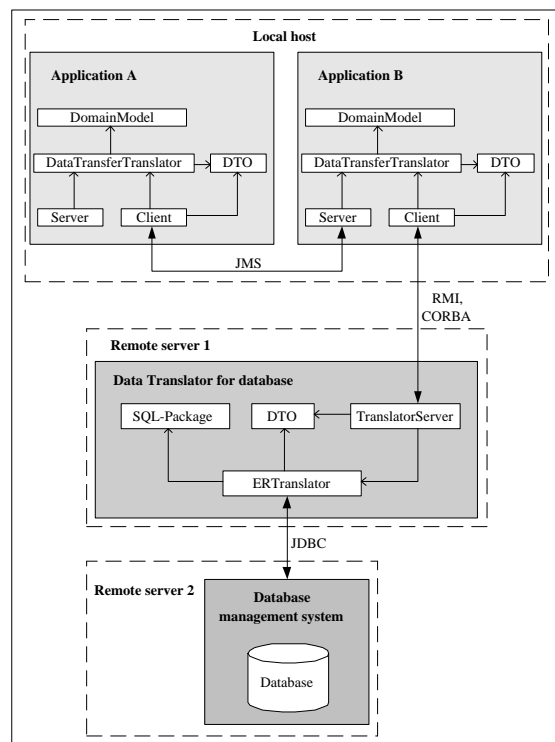 Local host
Application A
DomainModel
DataTransferTranslator
DTO
Server
Client
Application B
DomainModel
DataTransferTranslator
DTO
Server
Client
JMS
RMI,
CORBA
Remote server 1
Data Translator for database
SQL-Package
DTO
TranslatorServer
ERTranslator
JDBC
Remote server 2
Database
management system
Database